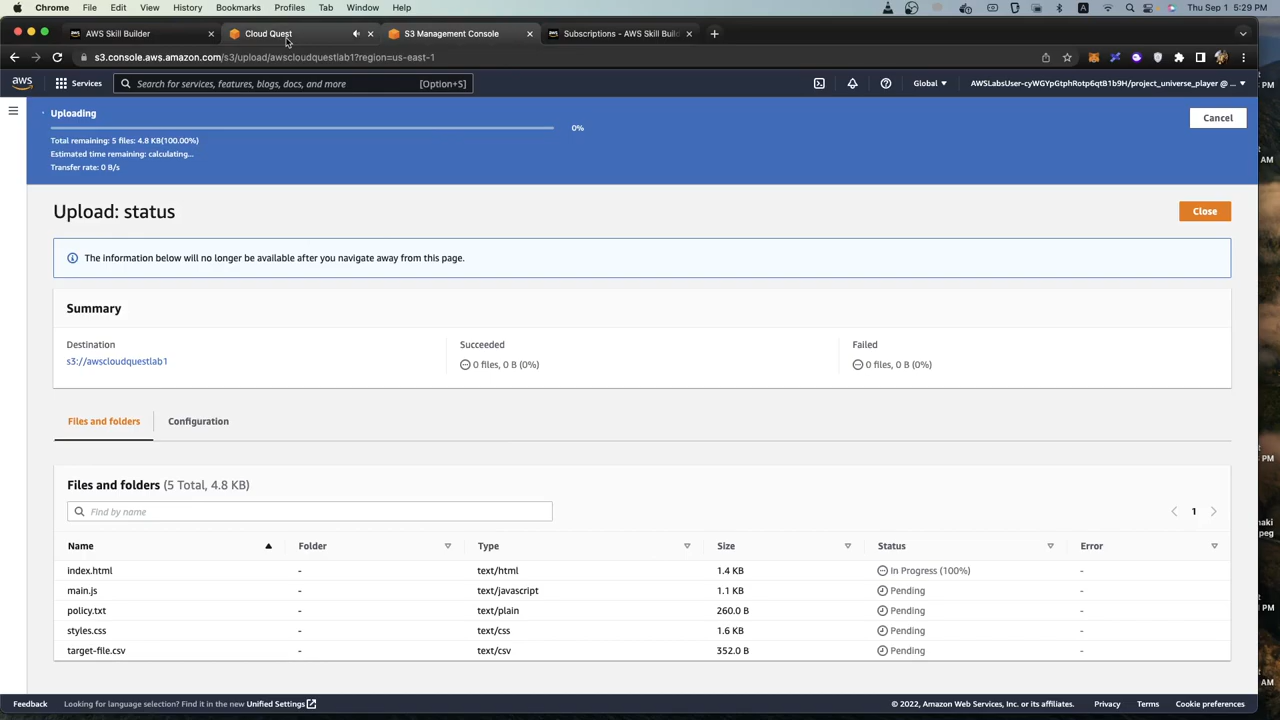 Chrome File Edit View History Bookmarks Profiles Tab Window Help Thu Sep 1 5:29 PM
AWS Skill Builder Cloud Quest S3 Management Console Subscriptions - AWS Skill Buil
s3.console.aws.amazon.com/s3/upload/awscloudquestlab1?region=us-east-1
aws Services Search for services, features, blogs, docs, and more [Option+S] Global AWSLabsUser-cyWGYpGtphRotp6qtB1b9H/project_universe_player @ ...
Uploading 0% Cancel
Total remaining: 5 files: 4.8 KB(100.00%)
Estimated time remaining: calculating...
Transfer rate: 0 B/s
Upload: status Close
The information below will no longer be available after you navigate away from this page.
Summary
Destination Succeeded Failed
s3://awscloudquestlab1 0 files, 0 B (0%) 0 files, 0 B (0%)
Files and folders Configuration
Files and folders (5 Total, 4.8 KB)
Find by name 1
Name Folder Type Size Status Error
index.html - text/html 1.4 KB In Progress (100%) -
main.js - text/javascript 1.1 KB Pending -
policy.txt - text/plain 260.0 B Pending -
styles.css - text/css 1.6 KB Pending -
target-file.csv - text/csv 352.0 B Pending -
Feedback Looking for language selection? Find it in the new Unified Settings © 2022, Amazon Web Services, Inc. or its affiliates. Privacy Terms Cookie preferences